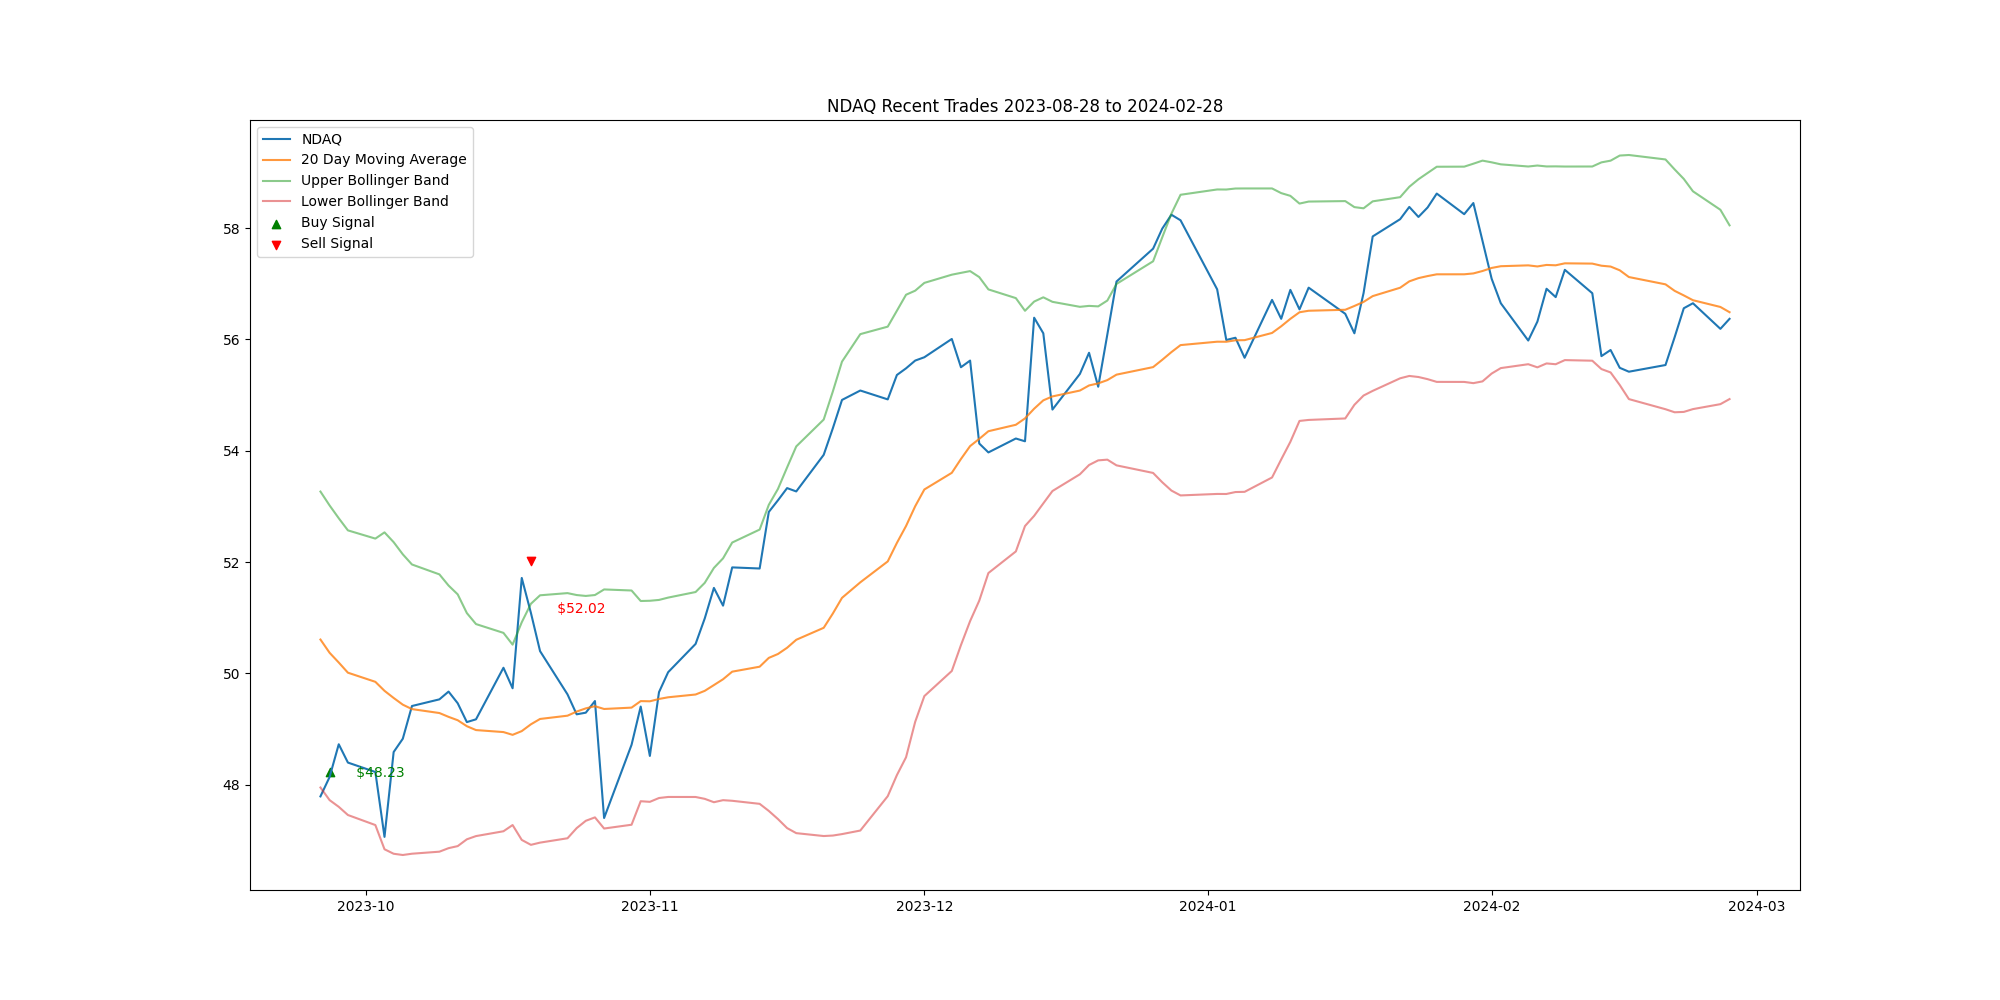 NDAQ Recent Trades 2023-08-28 to 2024-02-28
NDAQ
20 Day Moving Average
Upper Bollinger Band
Lower Bollinger Band
Buy Signal
Sell Signal
58
56
54
52
50
48
$52.02
$48.23
2023-10
2023-11
2023-12
2024-01
2024-02
2024-03